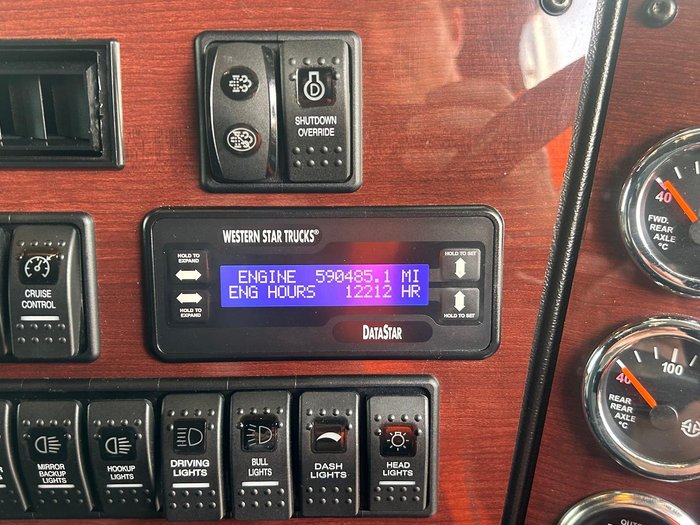 SHUTDOWN
OVERRIDE
WESTERN STAR TRUCKS®
HOLD TO
EXPAND
HOLD TO
EXPAND
ENGINE 590485.1 MI
ENG HOURS 12212 HR
HOLD TO SET
HOLD TO SET
DATASTAR
CRUISE
CONTROL
MIRROR
BACKUP
LIGHTS
HOOKUP
LIGHTS
DRIVING
LIGHTS
BULL
LIGHTS
DASH
LIGHTS
HEAD
LIGHTS
40
FWD.
REAR
AXLE
°C
40
100
REAR
REAR
AXLE
°C